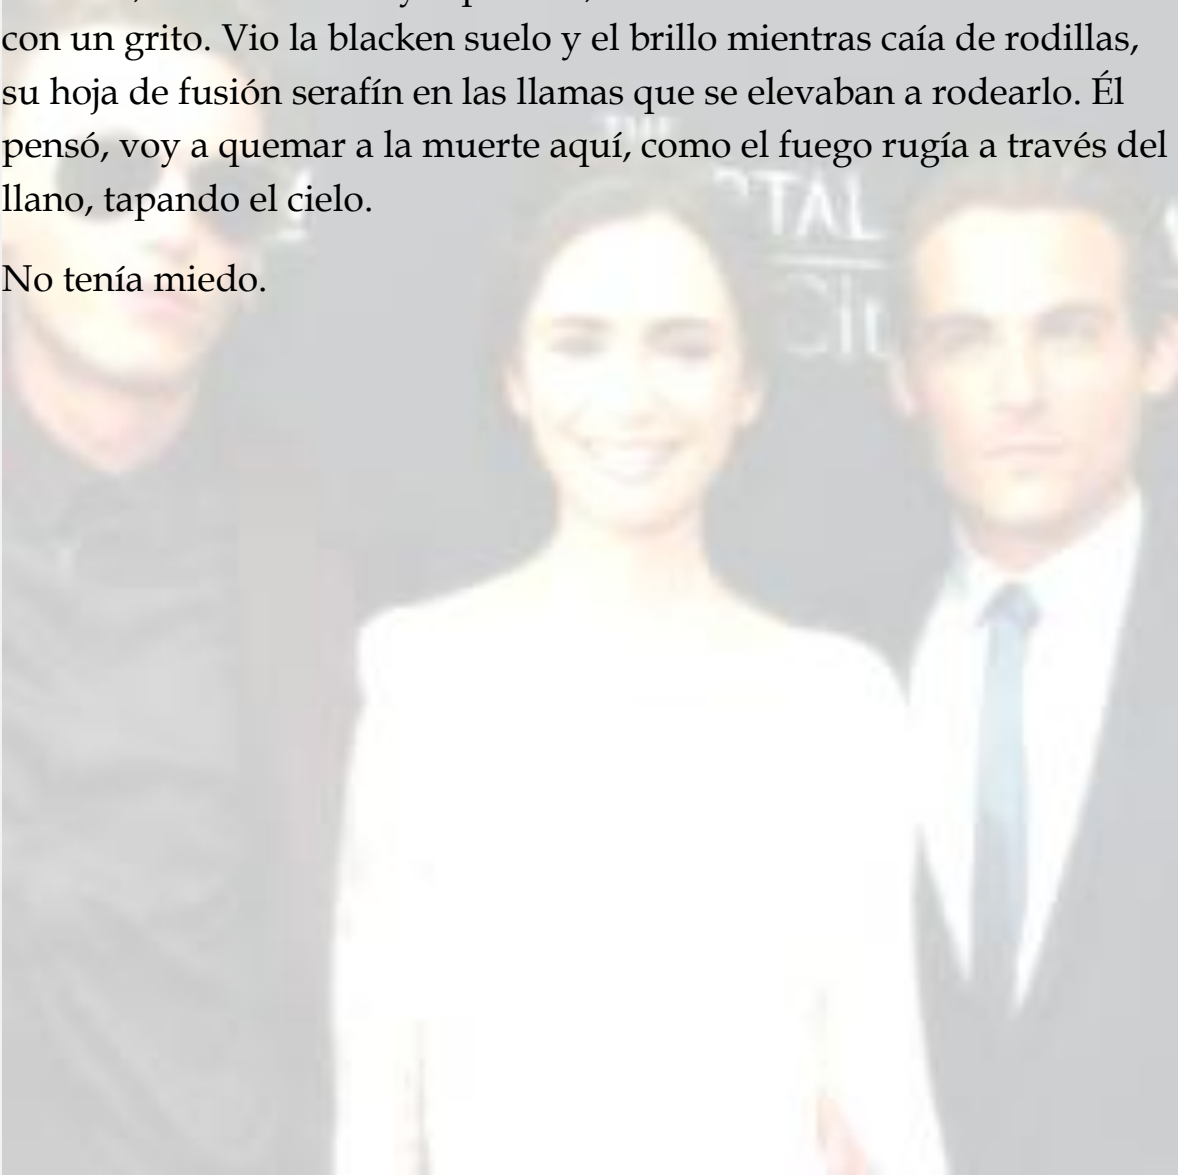 con un grito. Vio la blacken suelo y el brillo mientras caía de rodillas,
su hoja de fusión serafín en las llamas que se elevaban a rodearlo. Él
pensó, voy a quemar a la muerte aquí, como el fuego rugía a través del
llano, tapando el cielo.
No tenía miedo.
THE
TAL